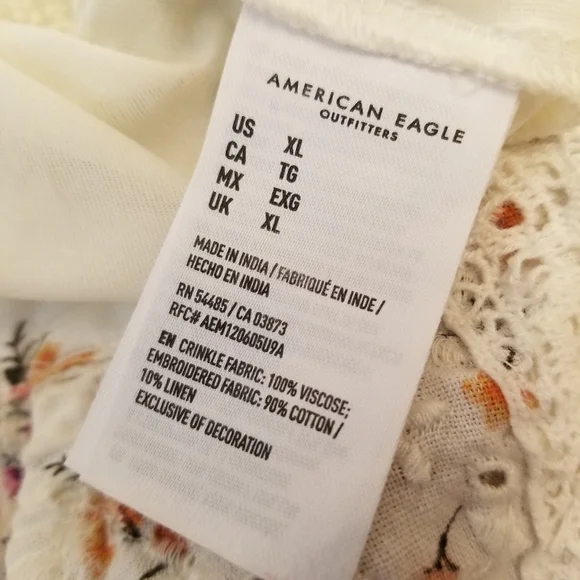 AMERICAN EAGLE
OUTFITTERS
US XL
CA TG
MX EXG
UK XL
MADE IN INDIA / FABRIQUÉ EN INDE /
HECHO EN INDIA
RN 54485 / CA 03873
RFC# AEM120605U9A
EN CRINKLE FABRIC: 100% VISCOSE;
EMBROIDERED FABRIC: 90% COTTON /
10% LINEN
EXCLUSIVE OF DECORATION